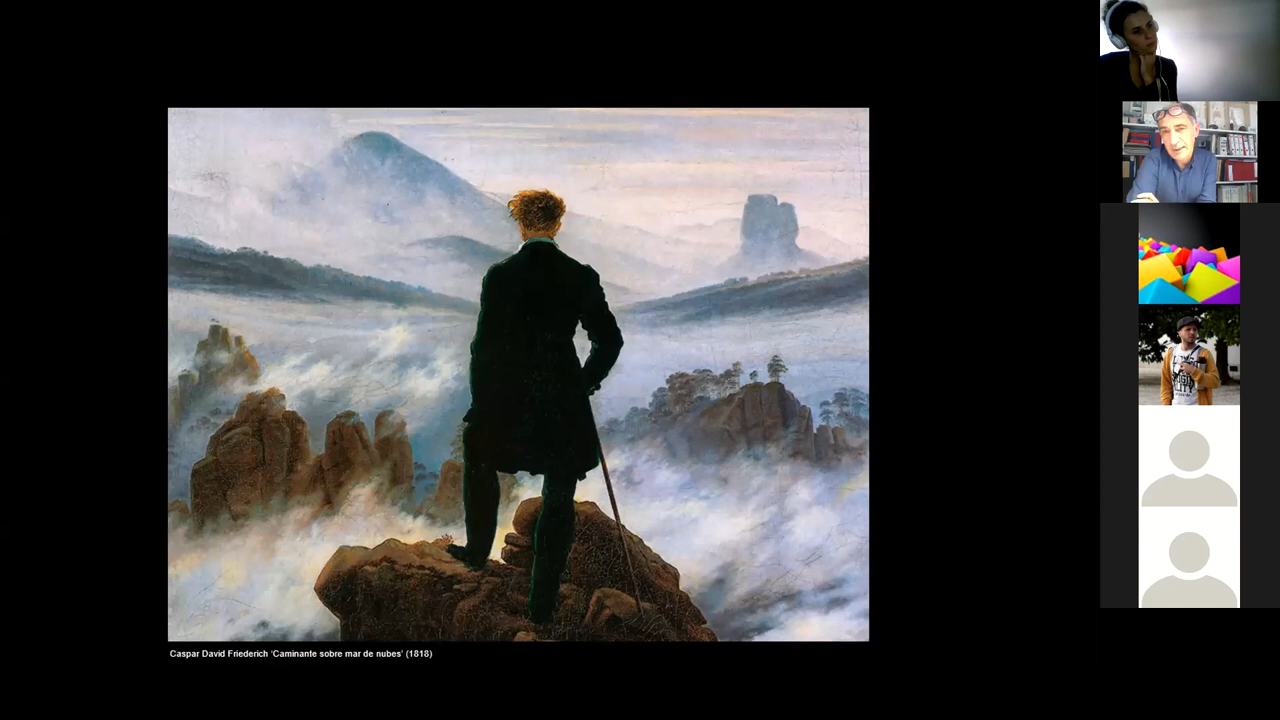 Caspar David Friederich ‘Caminante sobre mar de nubes’ (1818)